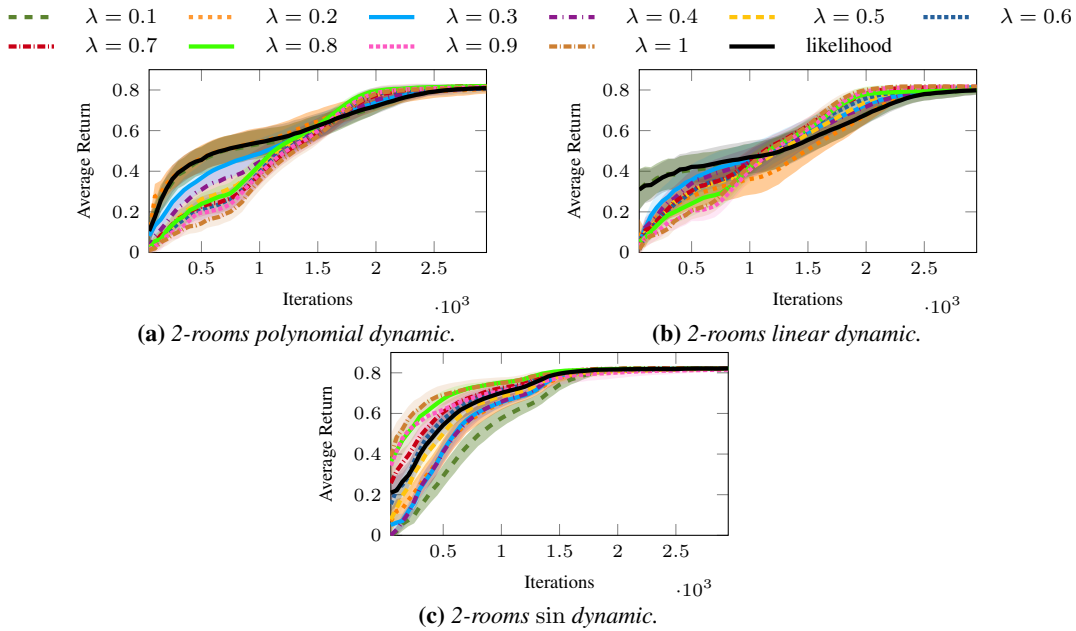 λ = 0.1 λ = 0.2 λ = 0.3 λ = 0.4 λ = 0.5 λ = 0.6
λ = 0.7 λ = 0.8 λ = 0.9 λ = 1 likelihood
0.8
0.6
0.4
0.2
0
Average Return
0.5 1 1.5 2 2.5
Iterations
·10³
(a) 2-rooms polynomial dynamic.
0.8
0.6
0.4
0.2
0
Average Return
0.5 1 1.5 2 2.5
Iterations
·10³
(b) 2-rooms linear dynamic.
0.8
0.6
0.4
0.2
0
Average Return
0.5 1 1.5 2 2.5
Iterations
·10³
(c) 2-rooms sin dynamic.